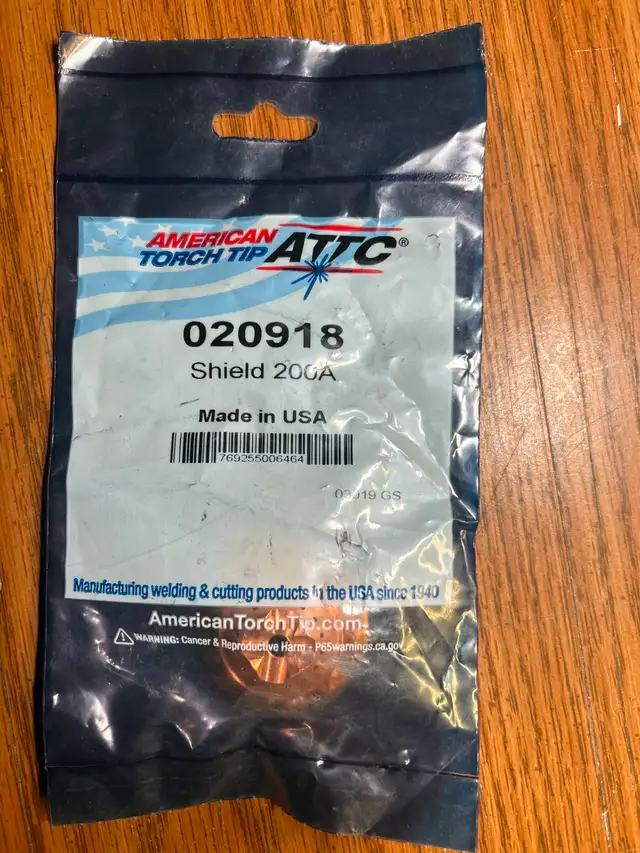 AMERICAN
TORCH TIP
ATTC®
020918
Shield 200A
Made in USA
769255006464
03919 GS
Manufacturing welding & cutting products in the USA since 1940
AmericanTorchTip.com
WARNING: Cancer & Reproductive Harm - P65warnings.ca.gov